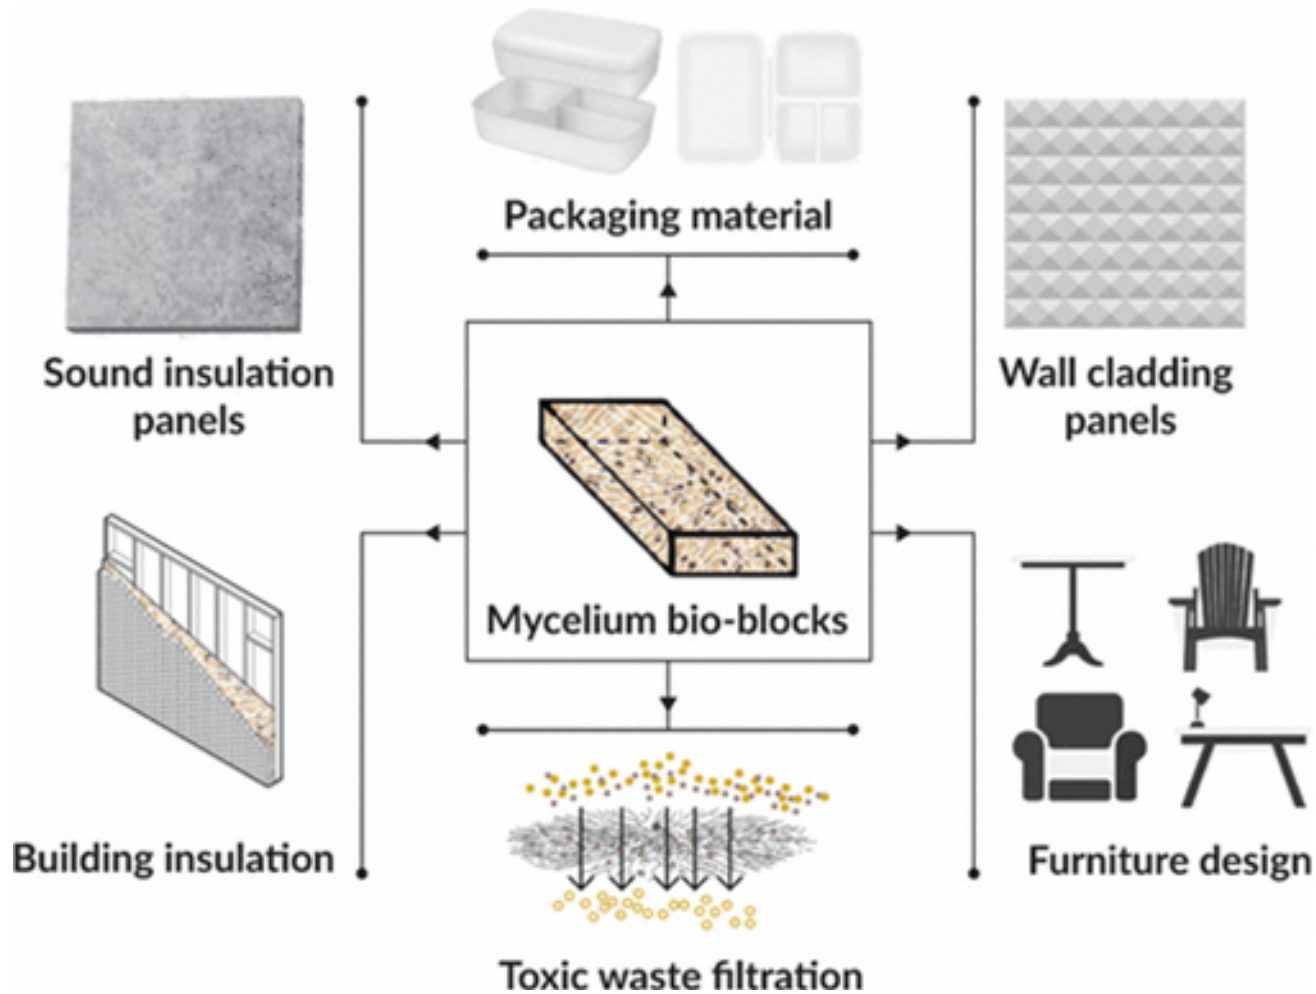 Packaging material
Sound insulation
panels
Wall cladding
panels
Mycelium bio-blocks
Building insulation
Furniture design
Toxic waste filtration